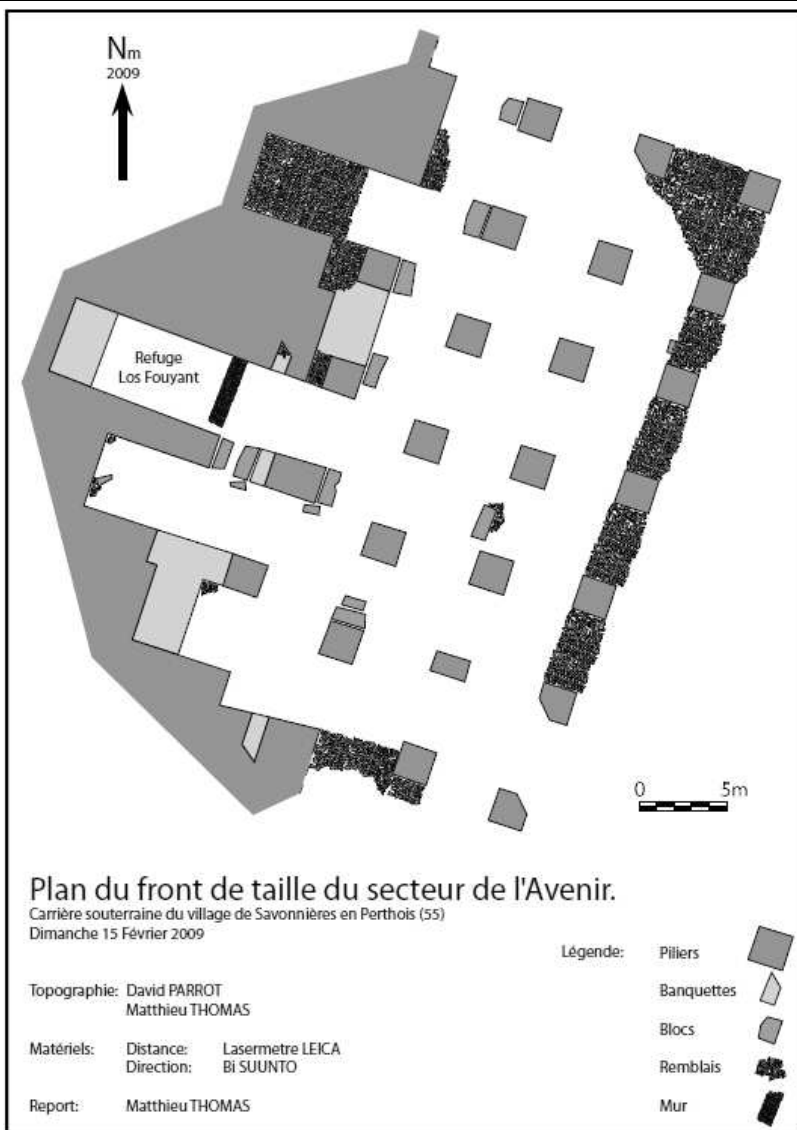 Nm
2009
Refuge
Los Fouyant
0 5m
Plan du front de taille du secteur de l'Avenir.
Carrière souterraine du village de Savonnières en Perthois (55)
Dimanche 15 Février 2009
Topographie: David PARROT
Matthieu THOMAS
Matériels: Distance: Lasermetre LEICA
Direction: Bi SUUNTO
Report: Matthieu THOMAS
Légende: Piliers
Banquettes
Blocs
Remblais
Mur